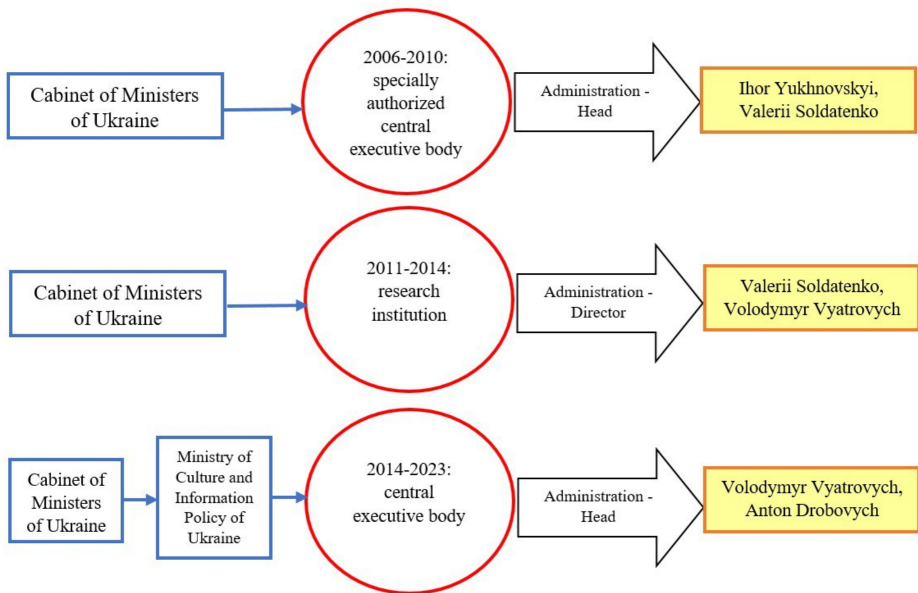 Cabinet of Ministers
of Ukraine
2006-2010:
specially
authorized
central
executive body
Administration -
Head
Ihor Yukhnovskyi,
Valerii Soldatenko
Cabinet of Ministers
of Ukraine
2011-2014:
research
institution
Administration -
Director
Valerii Soldatenko,
Volodymyr Vyatrovych
Cabinet of
Ministers
of Ukraine
Ministry of
Culture and
Information
Policy of
Ukraine
2014-2023:
central
executive body
Administration -
Head
Volodymyr Vyatrovych,
Anton Drobovych